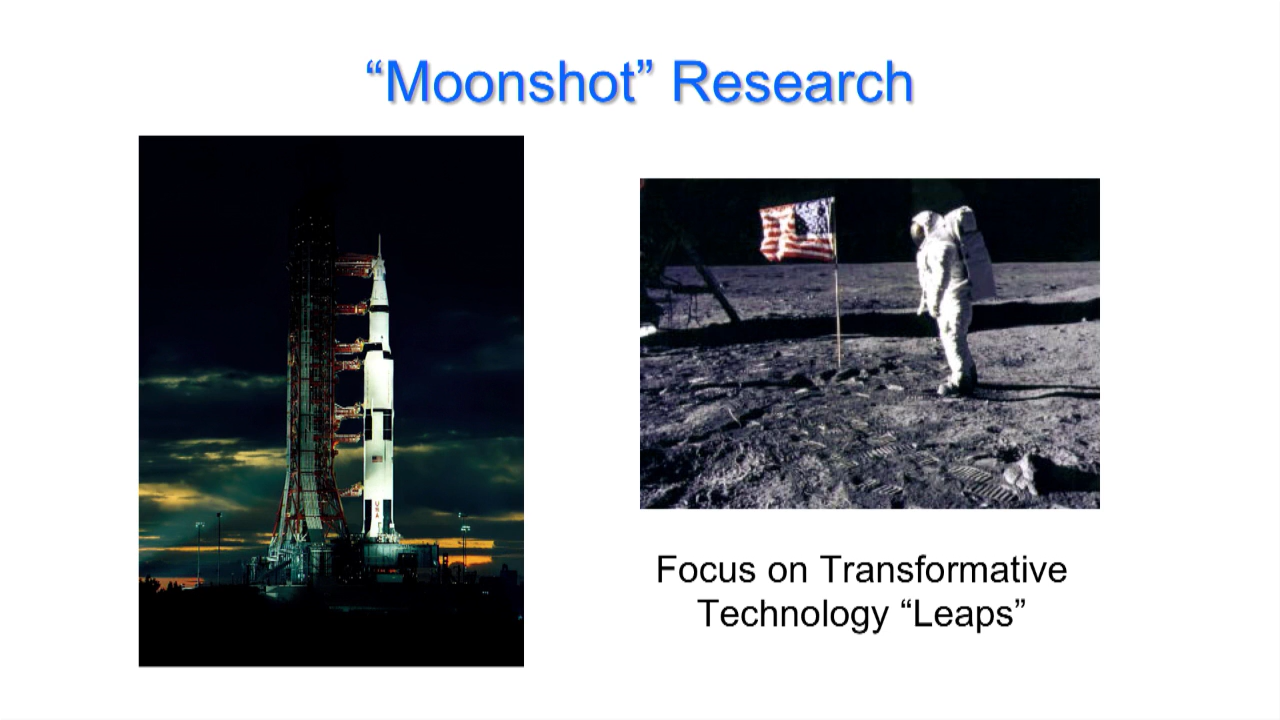 “Moonshot” Research
Focus on Transformative
Technology “Leaps”